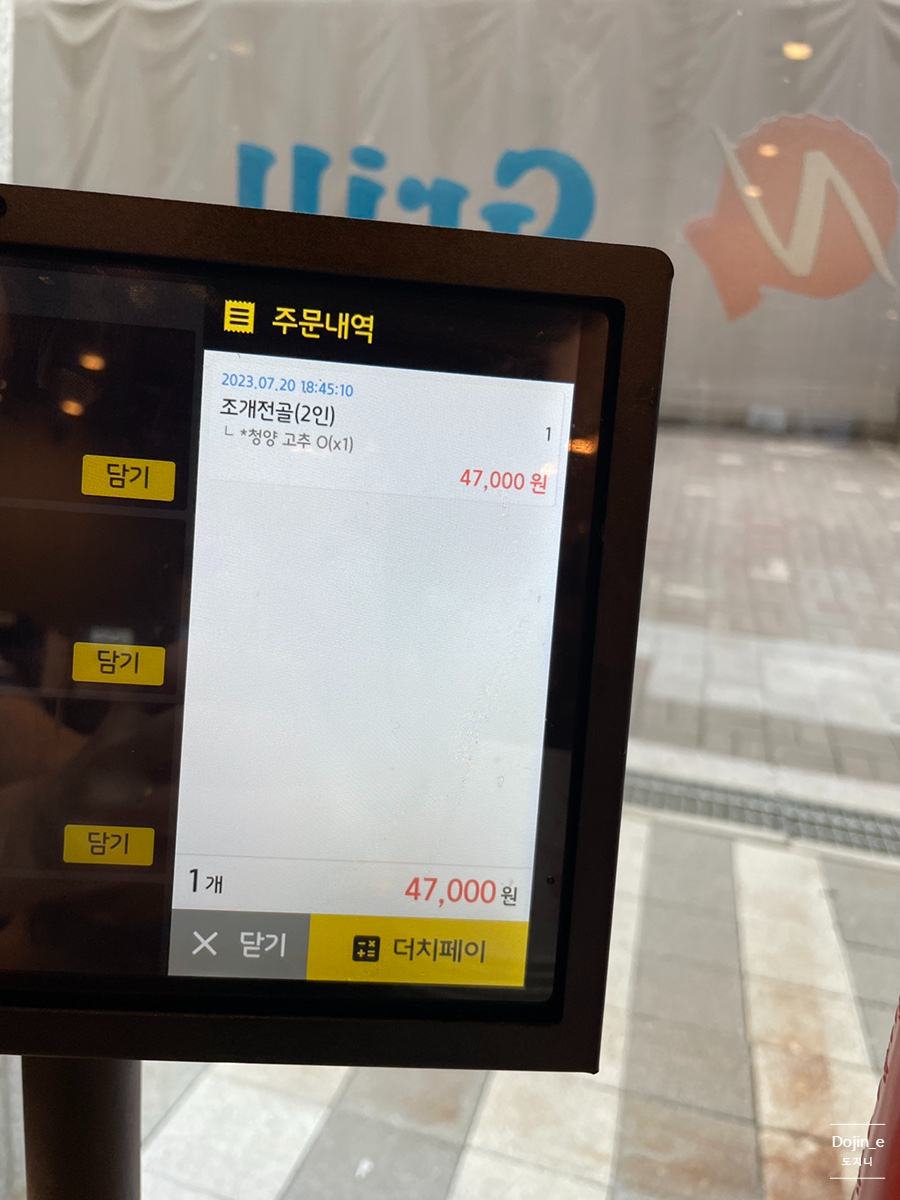 Grill
N
주문내역
2023.07.20 18:45:10
조개전골(2인)
1
ㄴ *청양 고추 O(x1)
47,000 원
담기
담기
담기
1 개
47,000 원
닫기
더치페이
Dojin_e
도지니